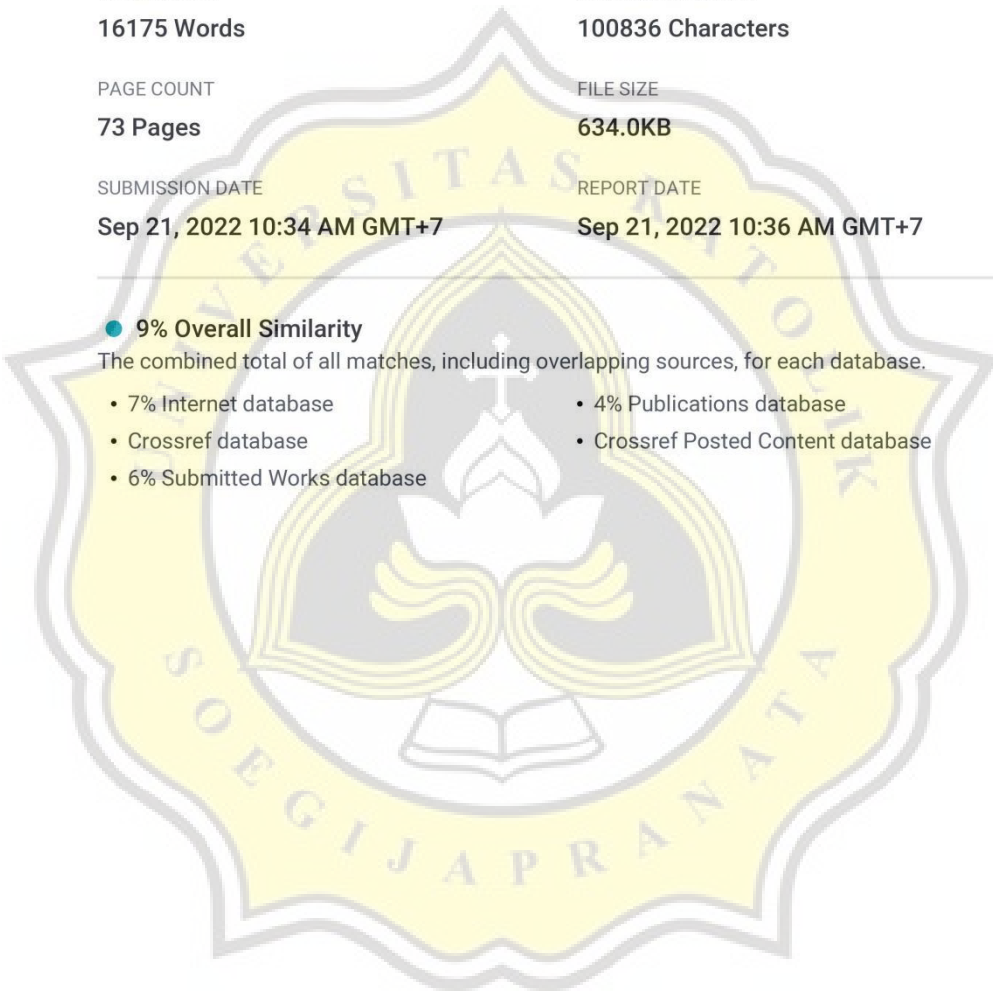 16175 Words 100836 Characters
PAGE COUNT FILE SIZE
73 Pages 634.0KB
SUBMISSION DATE REPORT DATE
Sep 21, 2022 10:34 AM GMT+7 Sep 21, 2022 10:36 AM GMT+7
9% Overall Similarity
The combined total of all matches, including overlapping sources, for each database.
• 7% Internet database • 4% Publications database
• Crossref database • Crossref Posted Content database
• 6% Submitted Works database
UNIVERSITAS KATOLIK
SOEGIJAPRANATA